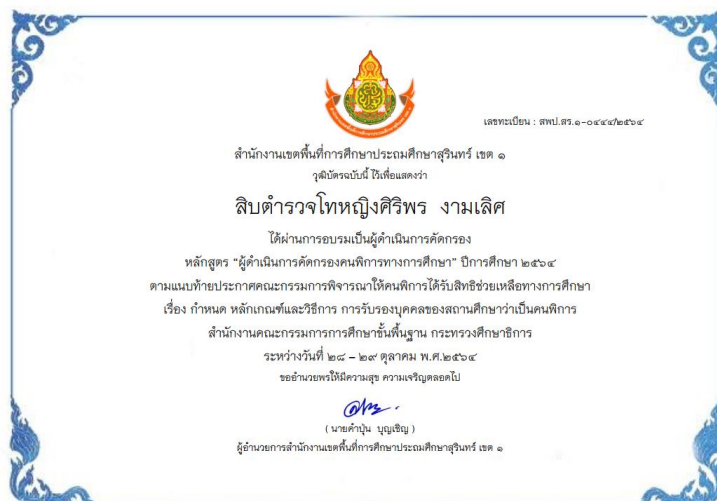 เลขทะเบียน : สพป.สร.๑-๐๔๔๔/๒๕๖๔
สำนักงานเขตพื้นที่การศึกษาประถมศึกษาสุรินทร์ เขต ๑
วุฒิบัตรฉบับนี้ ไว้เพื่อแสดงว่า
สิบตำรวจโทหญิงศิริพร งามเลิศ
ได้ผ่านการอบรมเป็นผู้ดำเนินการคัดกรอง
หลักสูตร “ผู้ดำเนินการคัดกรองคนพิการทางการศึกษา” ปีการศึกษา ๒๕๖๔
ตามแนบท้ายประกาศคณะกรรมการพิจารณาให้คนพิการได้รับสิทธิช่วยเหลือทางการศึกษา
เรื่อง กำหนด หลักเกณฑ์และวิธีการ การรับรองบุคคลของสถานศึกษาว่าเป็นคนพิการ
สำนักงานคณะกรรมการการศึกษาขั้นพื้นฐาน กระทรวงศึกษาธิการ
ระหว่างวันที่ ๒๘ – ๒๙ ตุลาคม พ.ศ.๒๕๖๔
ขออำนวยพรให้มีความสุข ความเจริญตลอดไป
( นายคำปุ่น บุญเชิญ )
ผู้อำนวยการสำนักงานเขตพื้นที่การศึกษาประถมศึกษาสุรินทร์ เขต ๑